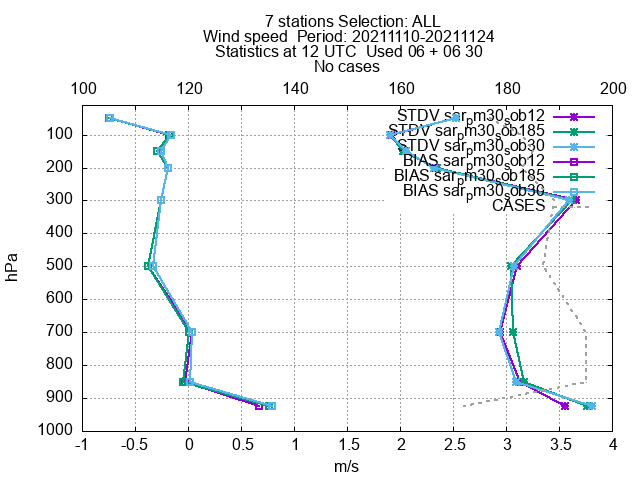 7 stations Selection: ALL
Wind speed Period: 20211110-20211124
Statistics at 12 UTC Used 06 + 06 30
No cases
100 120 140 160 180 200
STDV sar_pm30_sob12
STDV sar_pm30_sob185
STDV sar_pm30_sob30
BIAS sar_pm30_sob12
BIAS sar_pm30_sob185
BIAS sar_pm30_sob30
CASES
100
200
300
400
500
600
700
800
900
1000
hPa
-1 -0.5 0 0.5 1 1.5 2 2.5 3 3.5 4
m/s